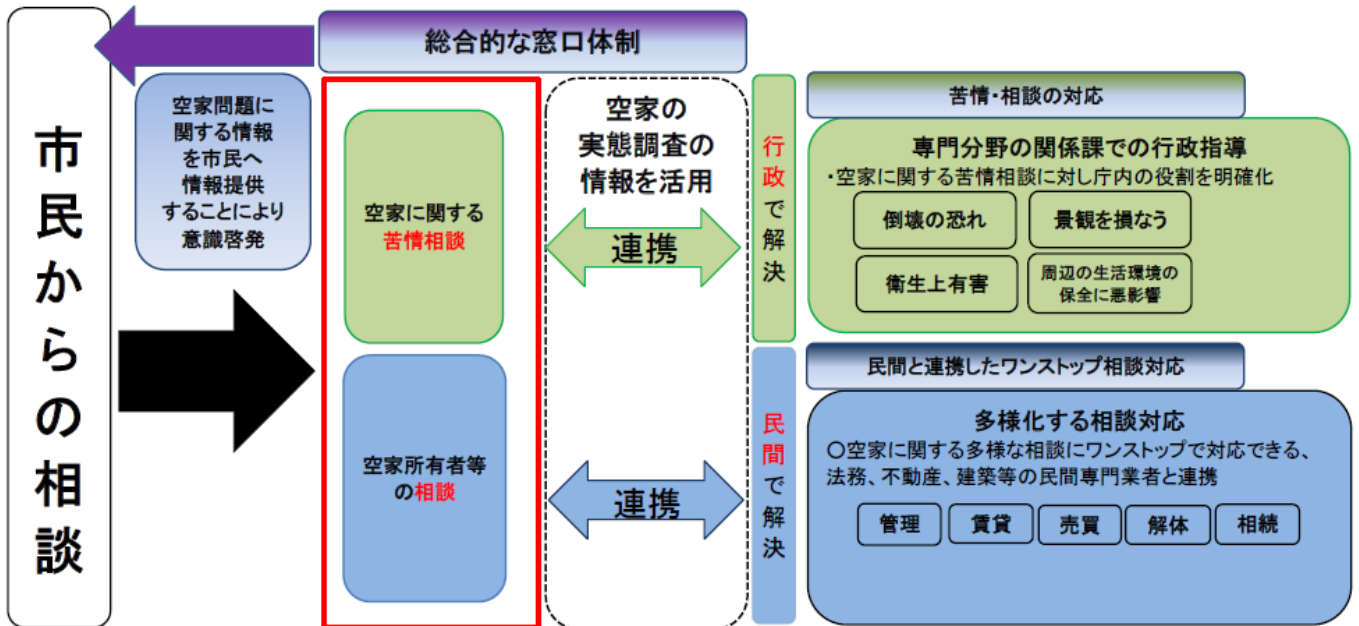 市民からの相談
総合的な窓口体制
空家問題に
関する情報
を市民へ
情報提供
することにより
意識啓発
空家に関する
苦情相談
空家所有者等
の相談
空家の
実態調査の
情報を活用
連携
連携
行政で解決
民間で解決
苦情・相談の対応
専門分野の関係課での行政指導
・空家に関する苦情相談に対し庁内の役割を明確化
倒壊の恐れ
景観を損なう
衛生上有害
周辺の生活環境の
保全に悪影響
民間と連携したワンストップ相談対応
多様化する相談対応
○空家に関する多様な相談にワンストップで対応できる、
法務、不動産、建築等の民間専門業者と連携
管理
賃貸
売買
解体
相続